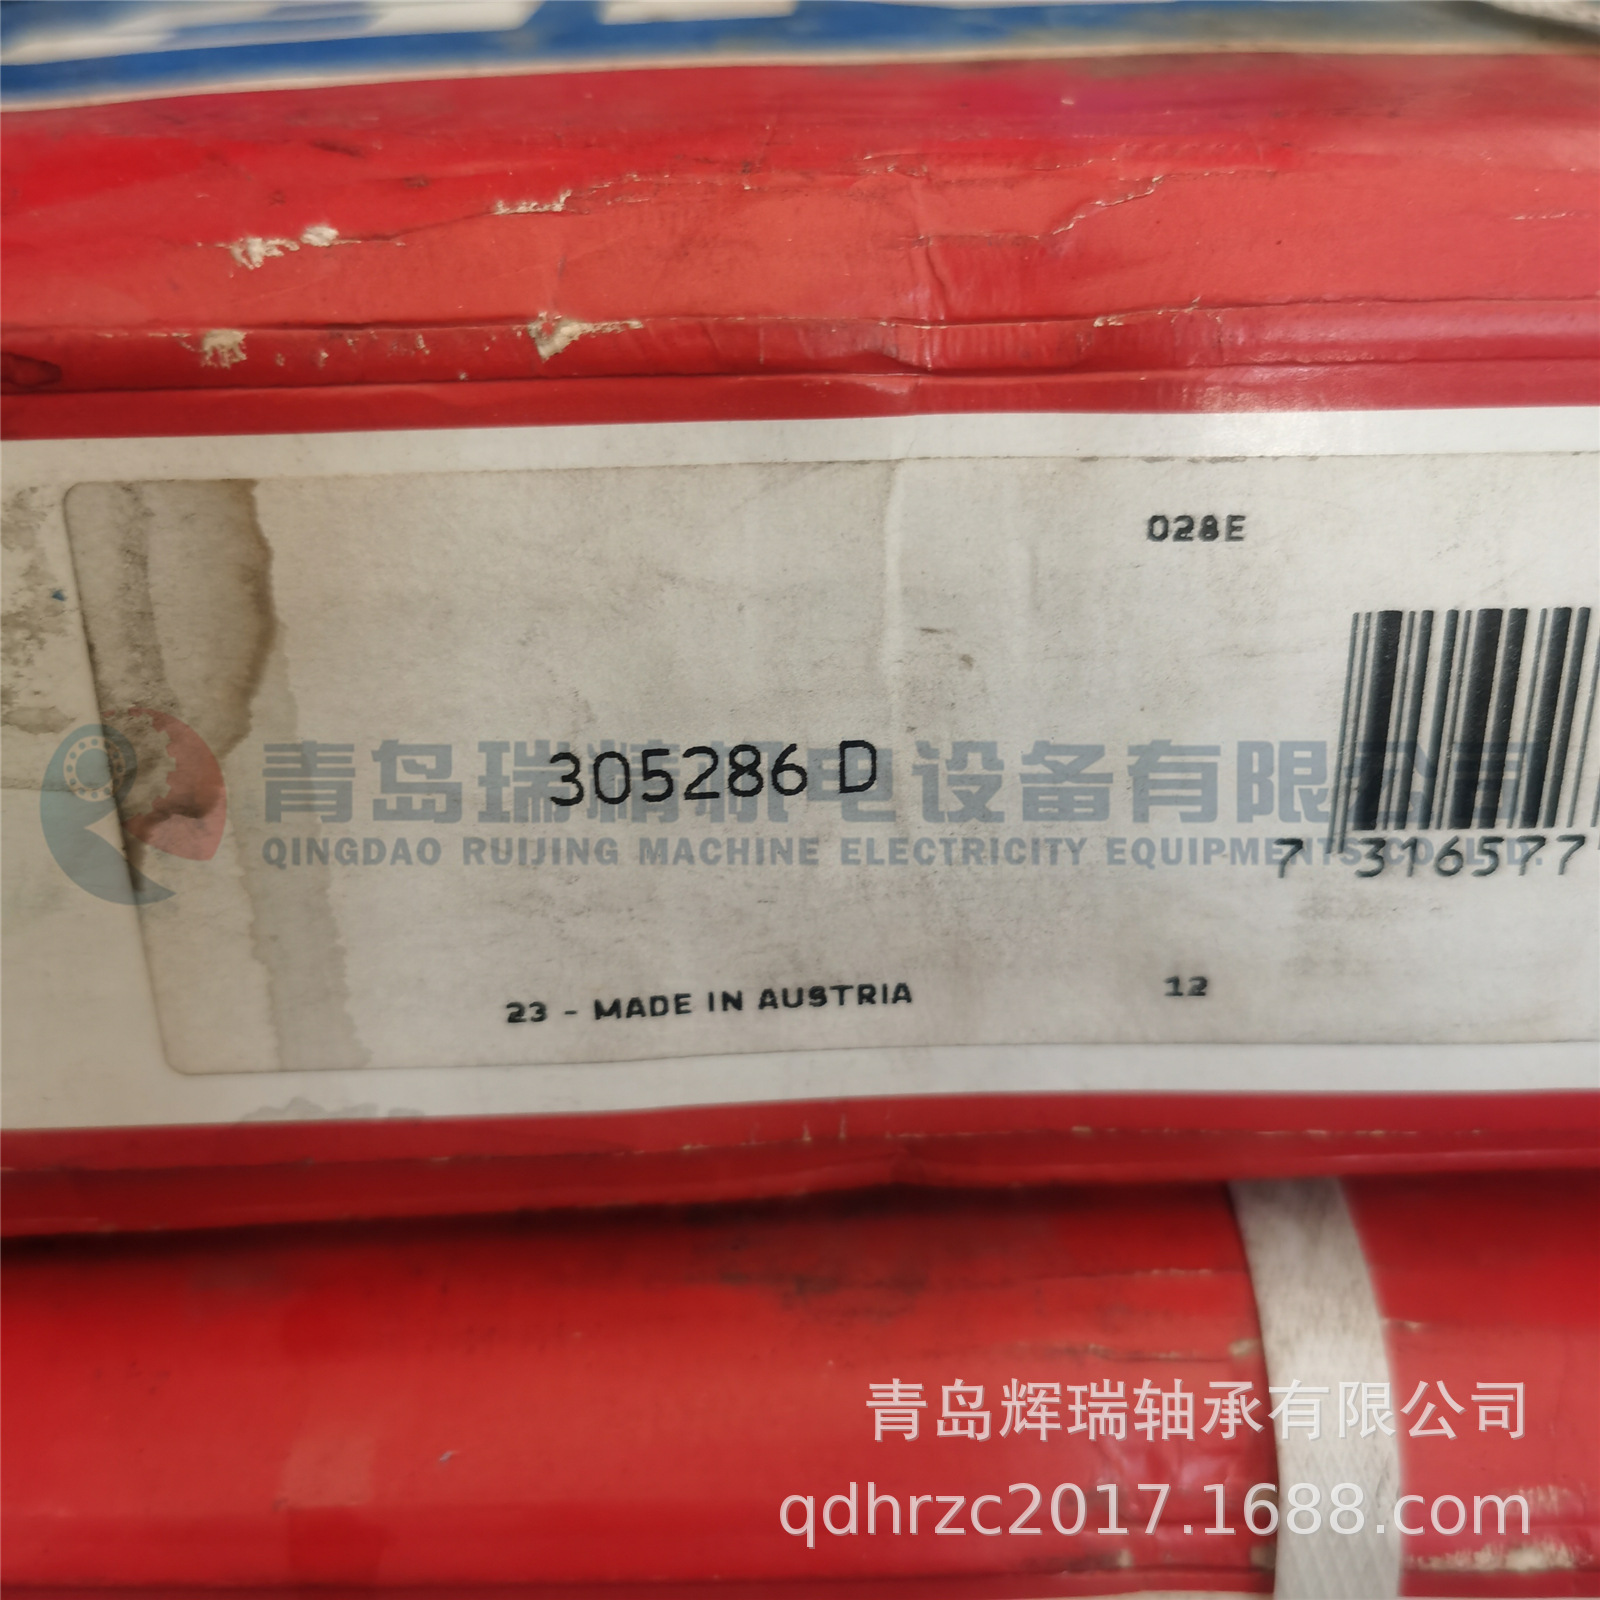 028E
305286 D
青岛瑞精机电设备有限公司
QINGDAO RUIJING MACHINE ELECTRICITY EQUIPMENTS CO.,LTD.
7 316577
23 - MADE IN AUSTRIA 12
青岛辉瑞轴承有限公司
qdhrzc2017.1688.com